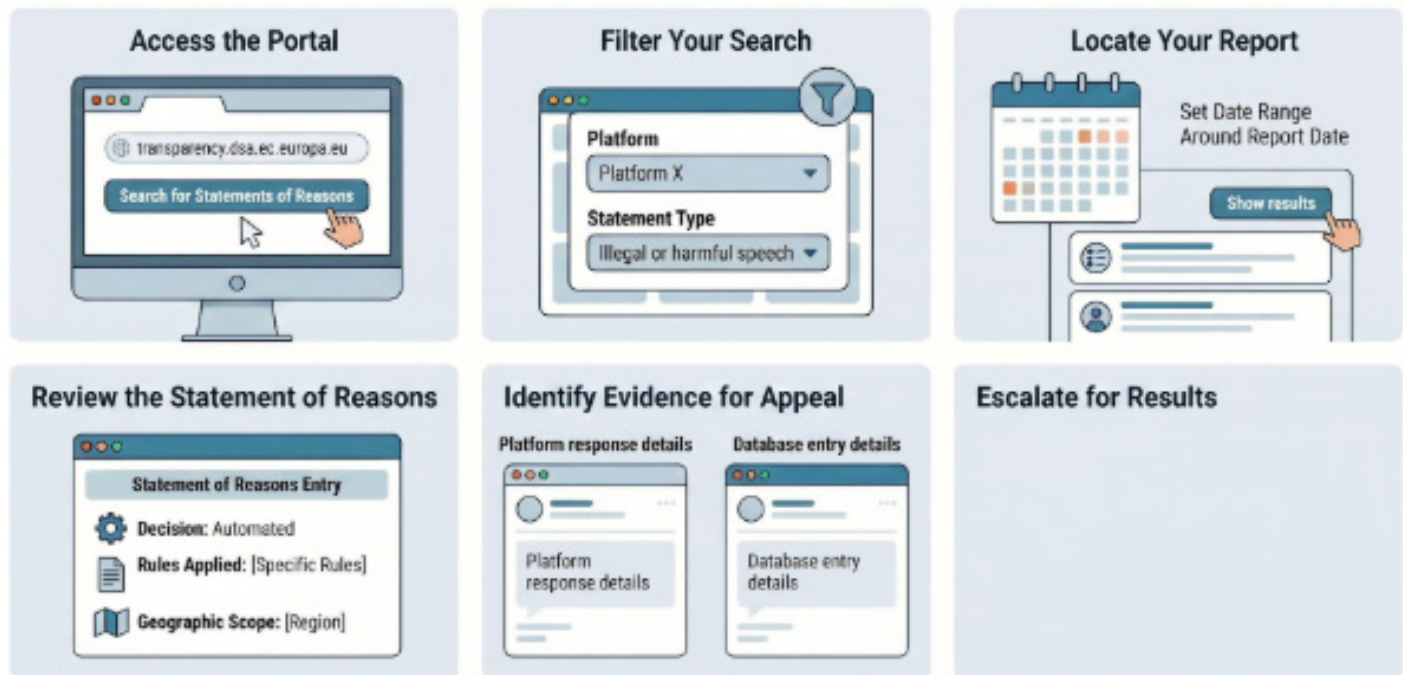 Access the Portal
transparency.dsa.ec.europa.eu
Search for Statements of Reasons
Filter Your Search
Platform
Platform X
Statement Type
Illegal or harmful speech
Locate Your Report
Set Date Range
Around Report Date
Show results
Review the Statement of Reasons
Statement of Reasons Entry
Decision: Automated
Rules Applied: [Specific Rules]
Geographic Scope: [Region]
Identify Evidence for Appeal
Platform response details
Platform
response details
Database entry details
Database entry
details
Escalate for Results